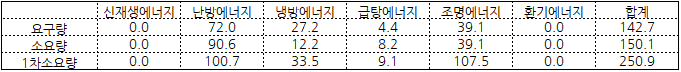 신재생에너지 난방에너지 냉방에너지 급탕에너지 조명에너지 환기에너지 합계
요구량 0.0 72.0 27.2 4.4 39.1 0.0 142.7
소요량 0.0 90.6 12.2 8.2 39.1 0.0 150.1
1차소요량 0.0 100.7 33.5 9.1 107.5 0.0 250.9